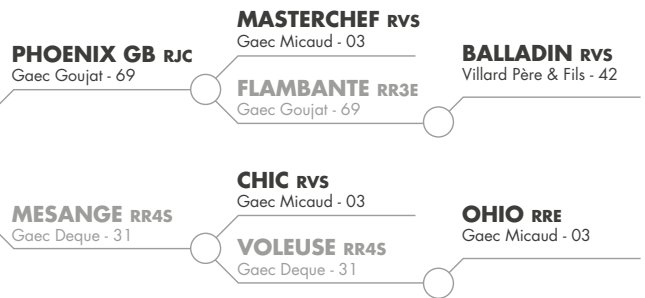 MASTERCHEF RVS
Gaec Micaud - 03
PHOENIX GB RJC
Gaec Goujat - 69
BALLADIN RVS
Villard Père & Fils - 42
FLAMBANTE RR3E
Gaec Goujat - 69
CHIC RVS
Gaec Micaud - 03
MESANGE RR4S
Gaec Deque - 31
OHIO RRE
Gaec Micaud - 03
VOLEUSE RR4S
Gaec Deque - 31